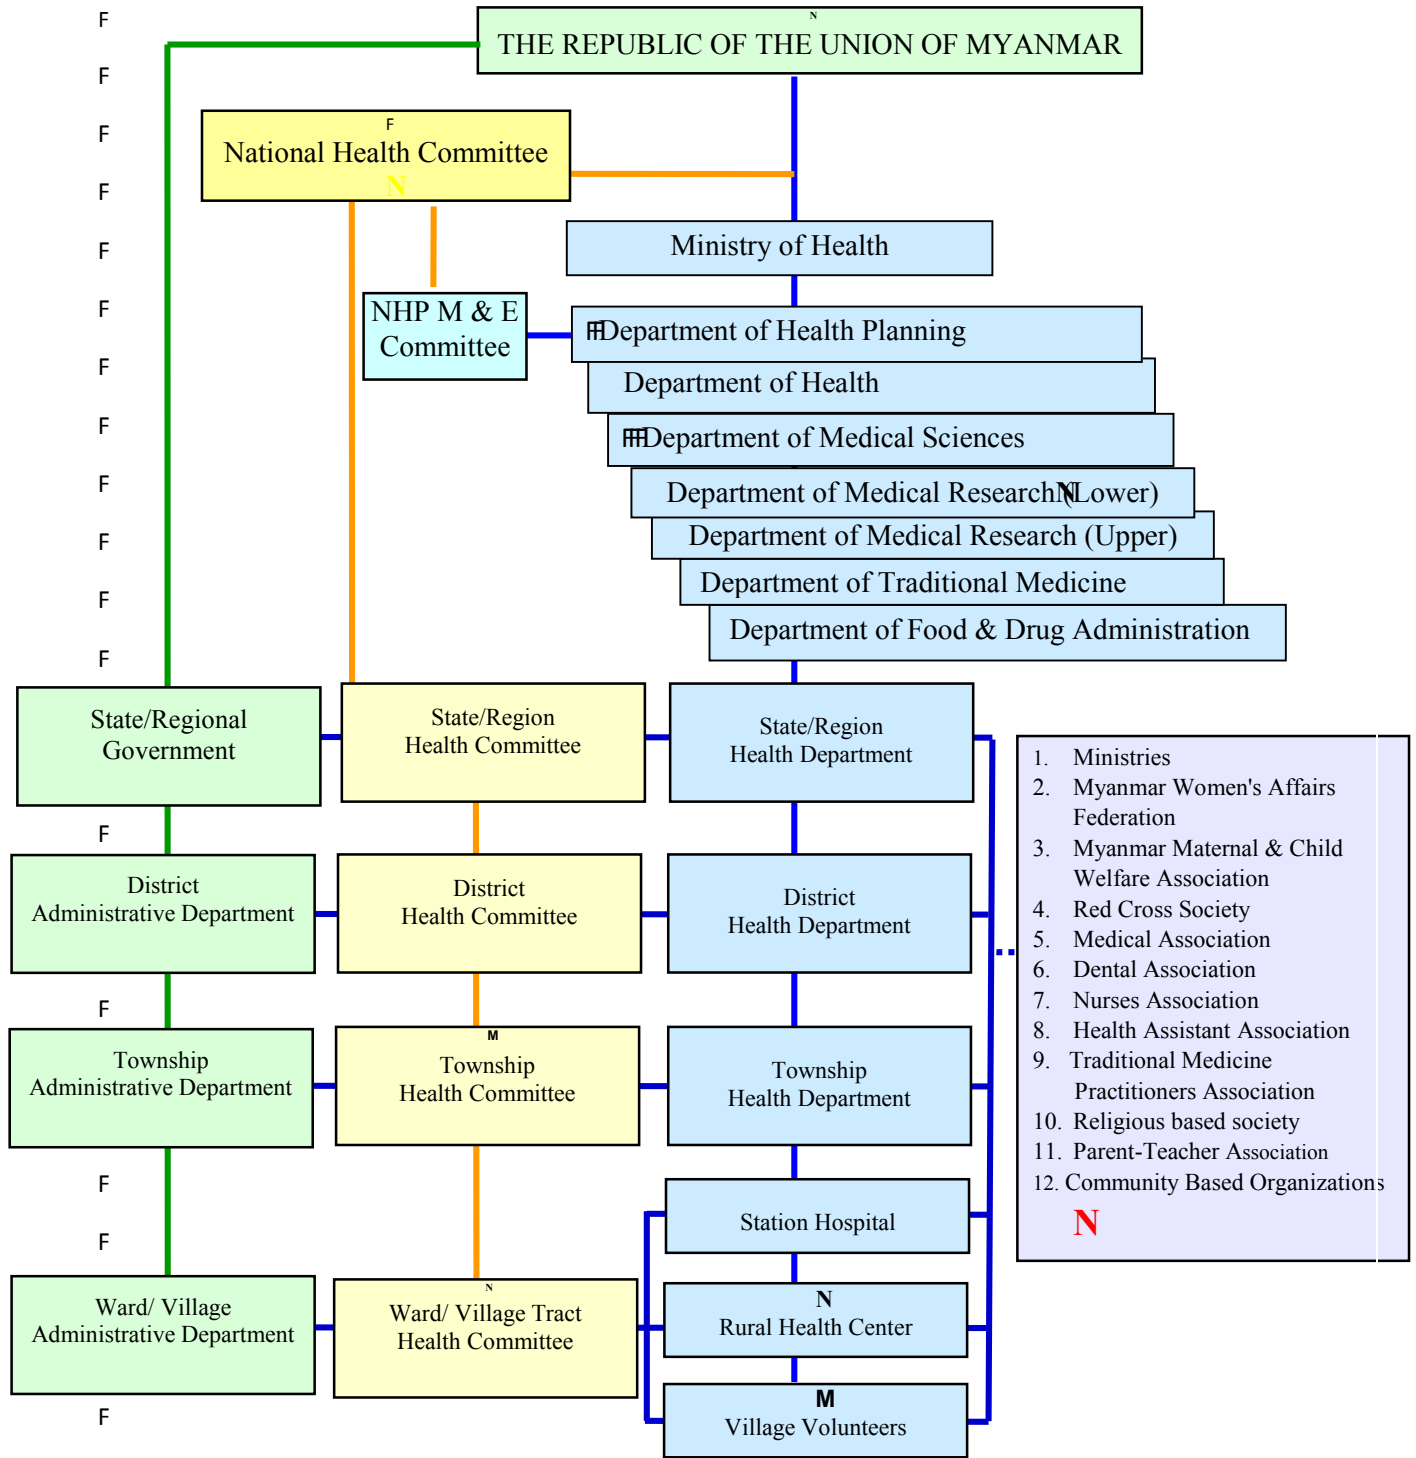 F
N
THE REPUBLIC OF THE UNION OF MYANMAR
F
F
F
National Health Committee
N
F
F
Ministry of Health
F
NHP M & E
Committee
FFDepartment of Health Planning
F
Department of Health
F
FFFDepartment of Medical Sciences
F
Department of Medical ResearchN(Lower)
F
Department of Medical Research (Upper)
F
Department of Traditional Medicine
Department of Food & Drug Administration
F
State/Regional
Government
State/Region
Health Committee
State/Region
Health Department
F
District
Administrative Department
District
Health Committee
District
Health Department
F
Township
Administrative Department
M
Township
Health Committee
Township
Health Department
F
Station Hospital
F
Ward/ Village
Administrative Department
N
Ward/ Village Tract
Health Committee
N
Rural Health Center
M
Village Volunteers
F
1. Ministries
2. Myanmar Women's Affairs
Federation
3. Myanmar Maternal & Child
Welfare Association
4. Red Cross Society
5. Medical Association
6. Dental Association
7. Nurses Association
8. Health Assistant Association
9. Traditional Medicine
Practitioners Association
10. Religious based society
11. Parent-Teacher Association
12. Community Based Organizations
N